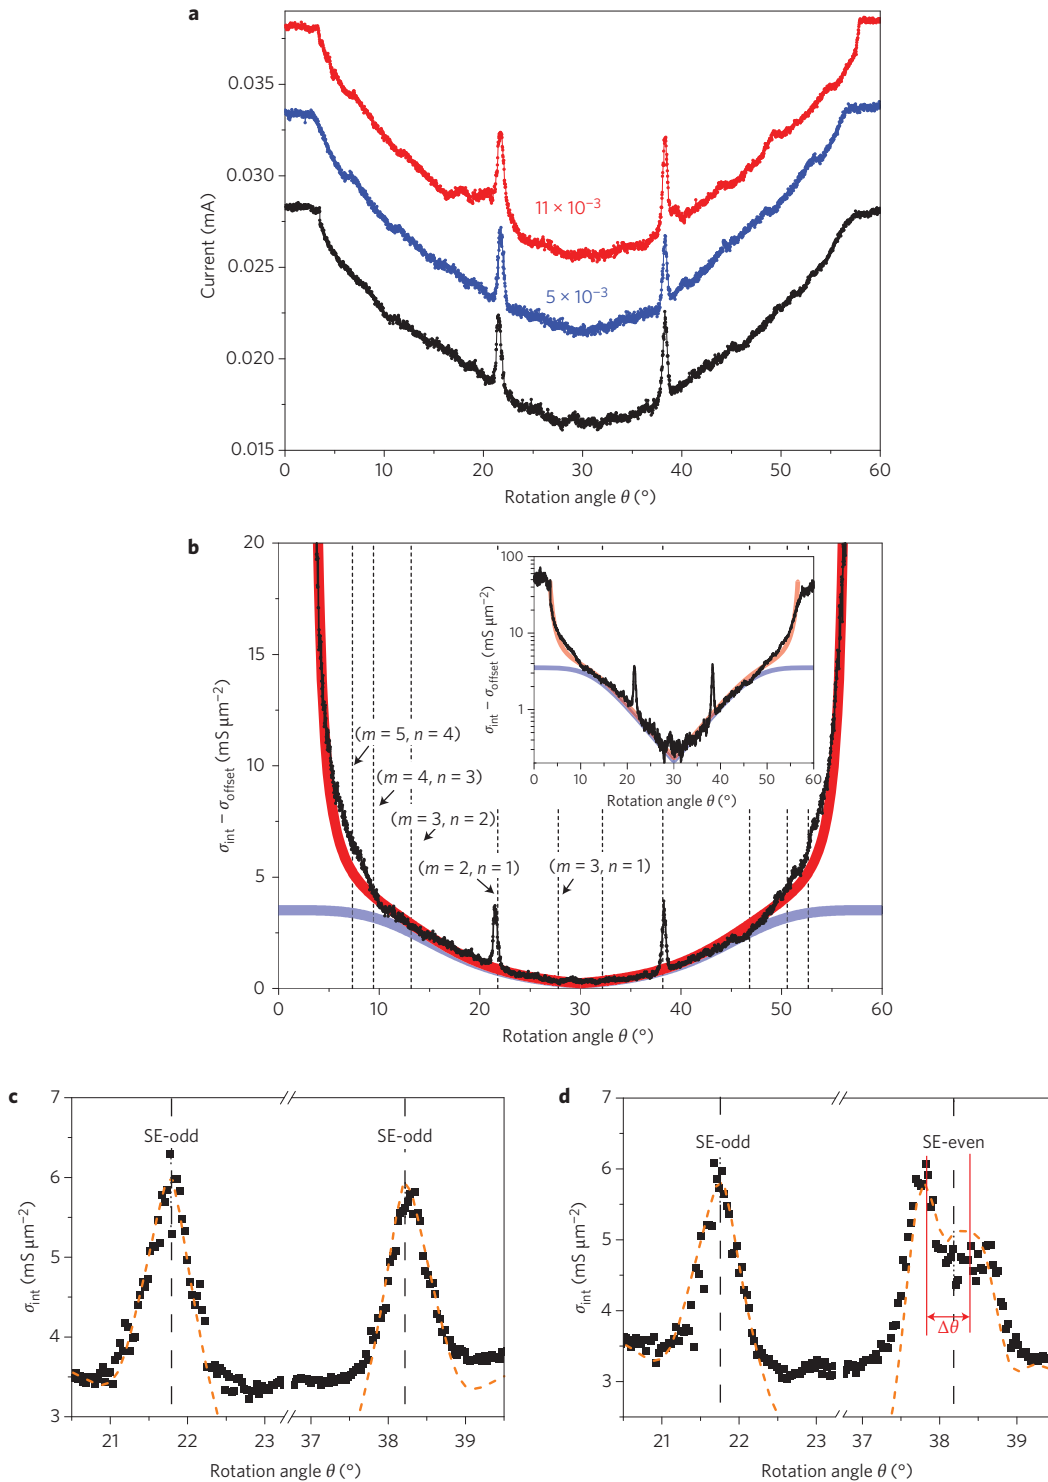 a
0.035
0.030
0.025
0.020
0.015
Current (mA)
11 × 10⁻³
5 × 10⁻³
0 10 20 30 40 50 60
Rotation angle θ (°)
b
20
15
10
5
0
σint − σoffset (mS μm⁻²)
(m = 5, n = 4)
(m = 4, n = 3)
(m = 3, n = 2)
(m = 2, n = 1)
(m = 3, n = 1)
100
10
1
σint − σoffset (mS μm⁻²)
0 10 20 30 40 50 60
Rotation angle θ (°)
0 10 20 30 40 50 60
Rotation angle θ (°)
c
7
6
5
4
3
σint (mS μm⁻²)
SE-odd
SE-odd
21 22 23 37 38 39
Rotation angle θ (°)
d
7
6
5
4
3
σint (mS μm⁻²)
SE-odd
SE-even
Δθ
21 22 23 37 38 39
Rotation angle θ (°)